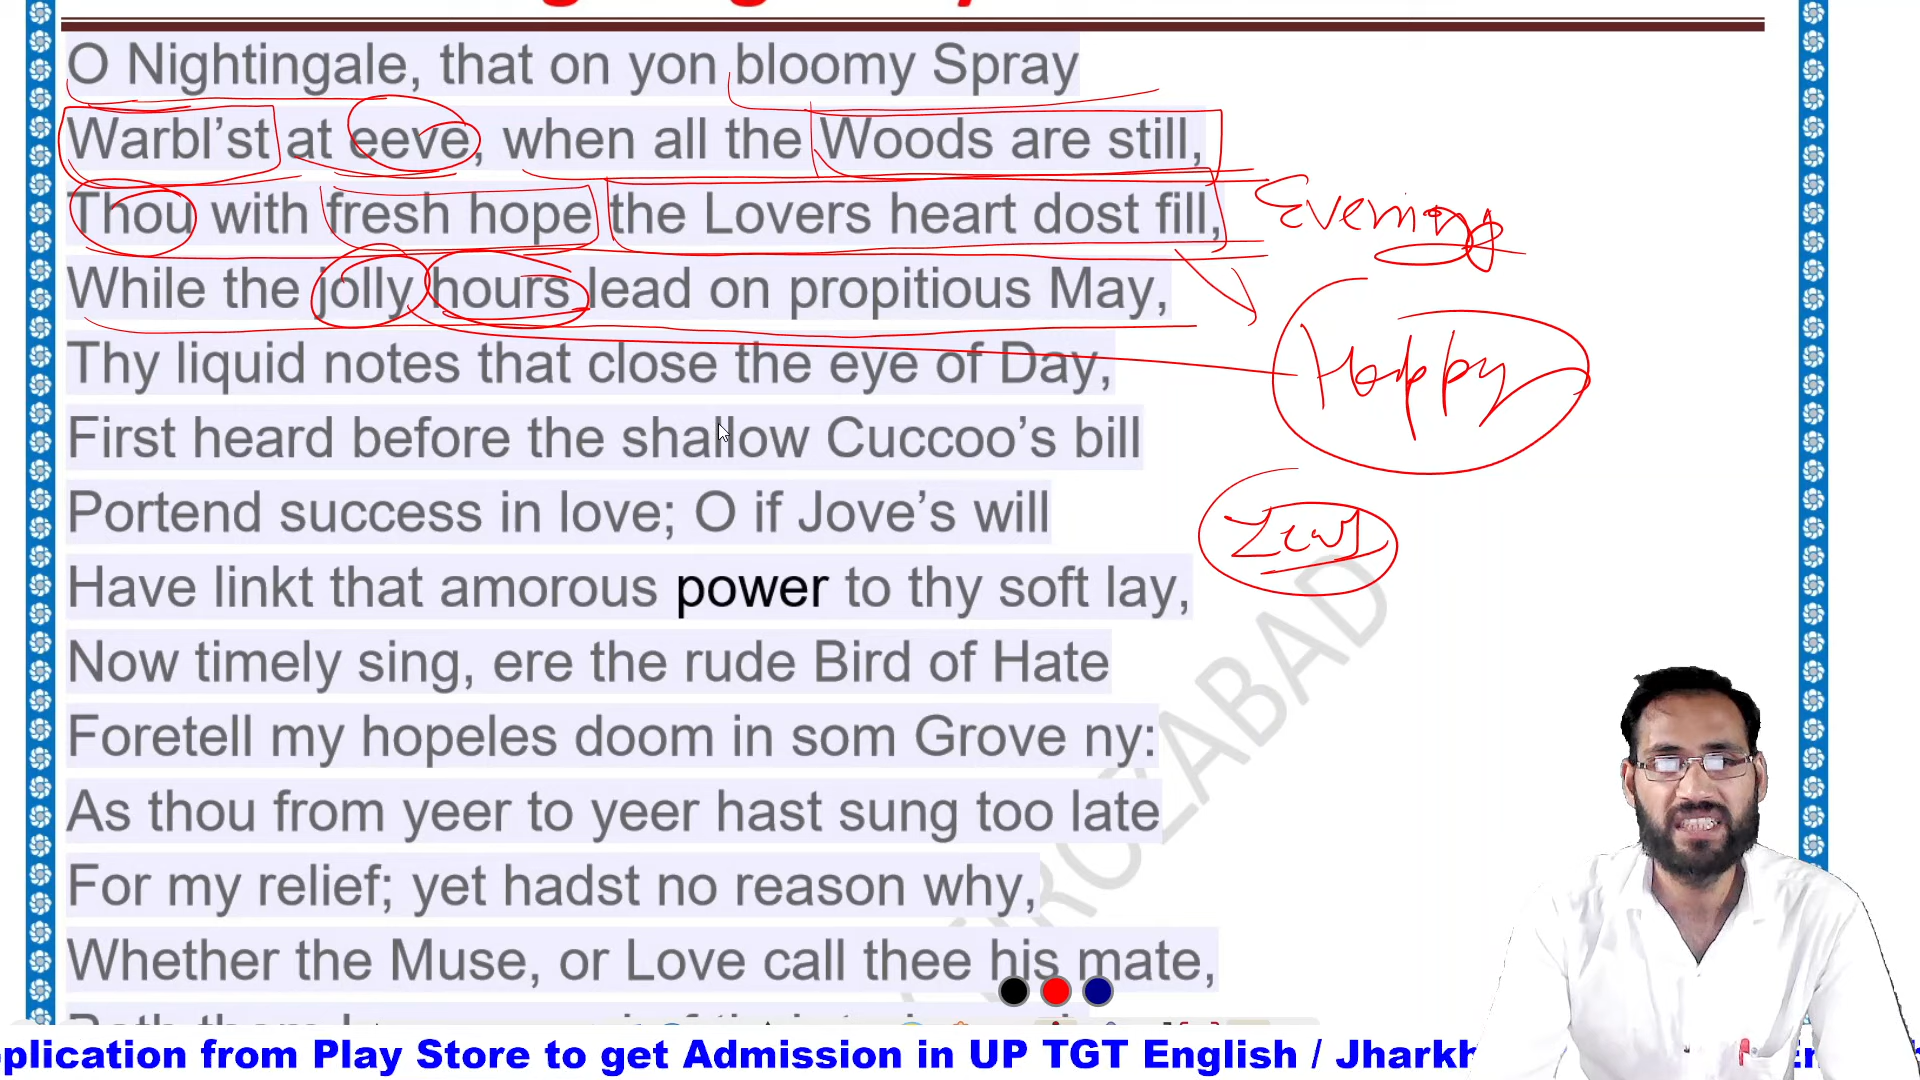 O Nightingale, that on yon bloomy Spray
Warbl’st at eeve, when all the Woods are still,
Thou with fresh hope the Lovers heart dost fill,
Evening
While the jolly hours lead on propitious May,
Happy
Thy liquid notes that close the eye of Day,
First heard before the shallow Cuccoo’s bill
Portend success in love; O if Jove’s will
Have linkt that amorous power to thy soft lay,
Now timely sing, ere the rude Bird of Hate
Foretell my hopeles doom in som Grove ny:
As thou from yeer to yeer hast sung too late
For my relief; yet hadst no reason why,
Whether the Muse, or Love call thee his mate,
ROZABAD
plication from Play Store to get Admission in UP TGT English / Jharkh